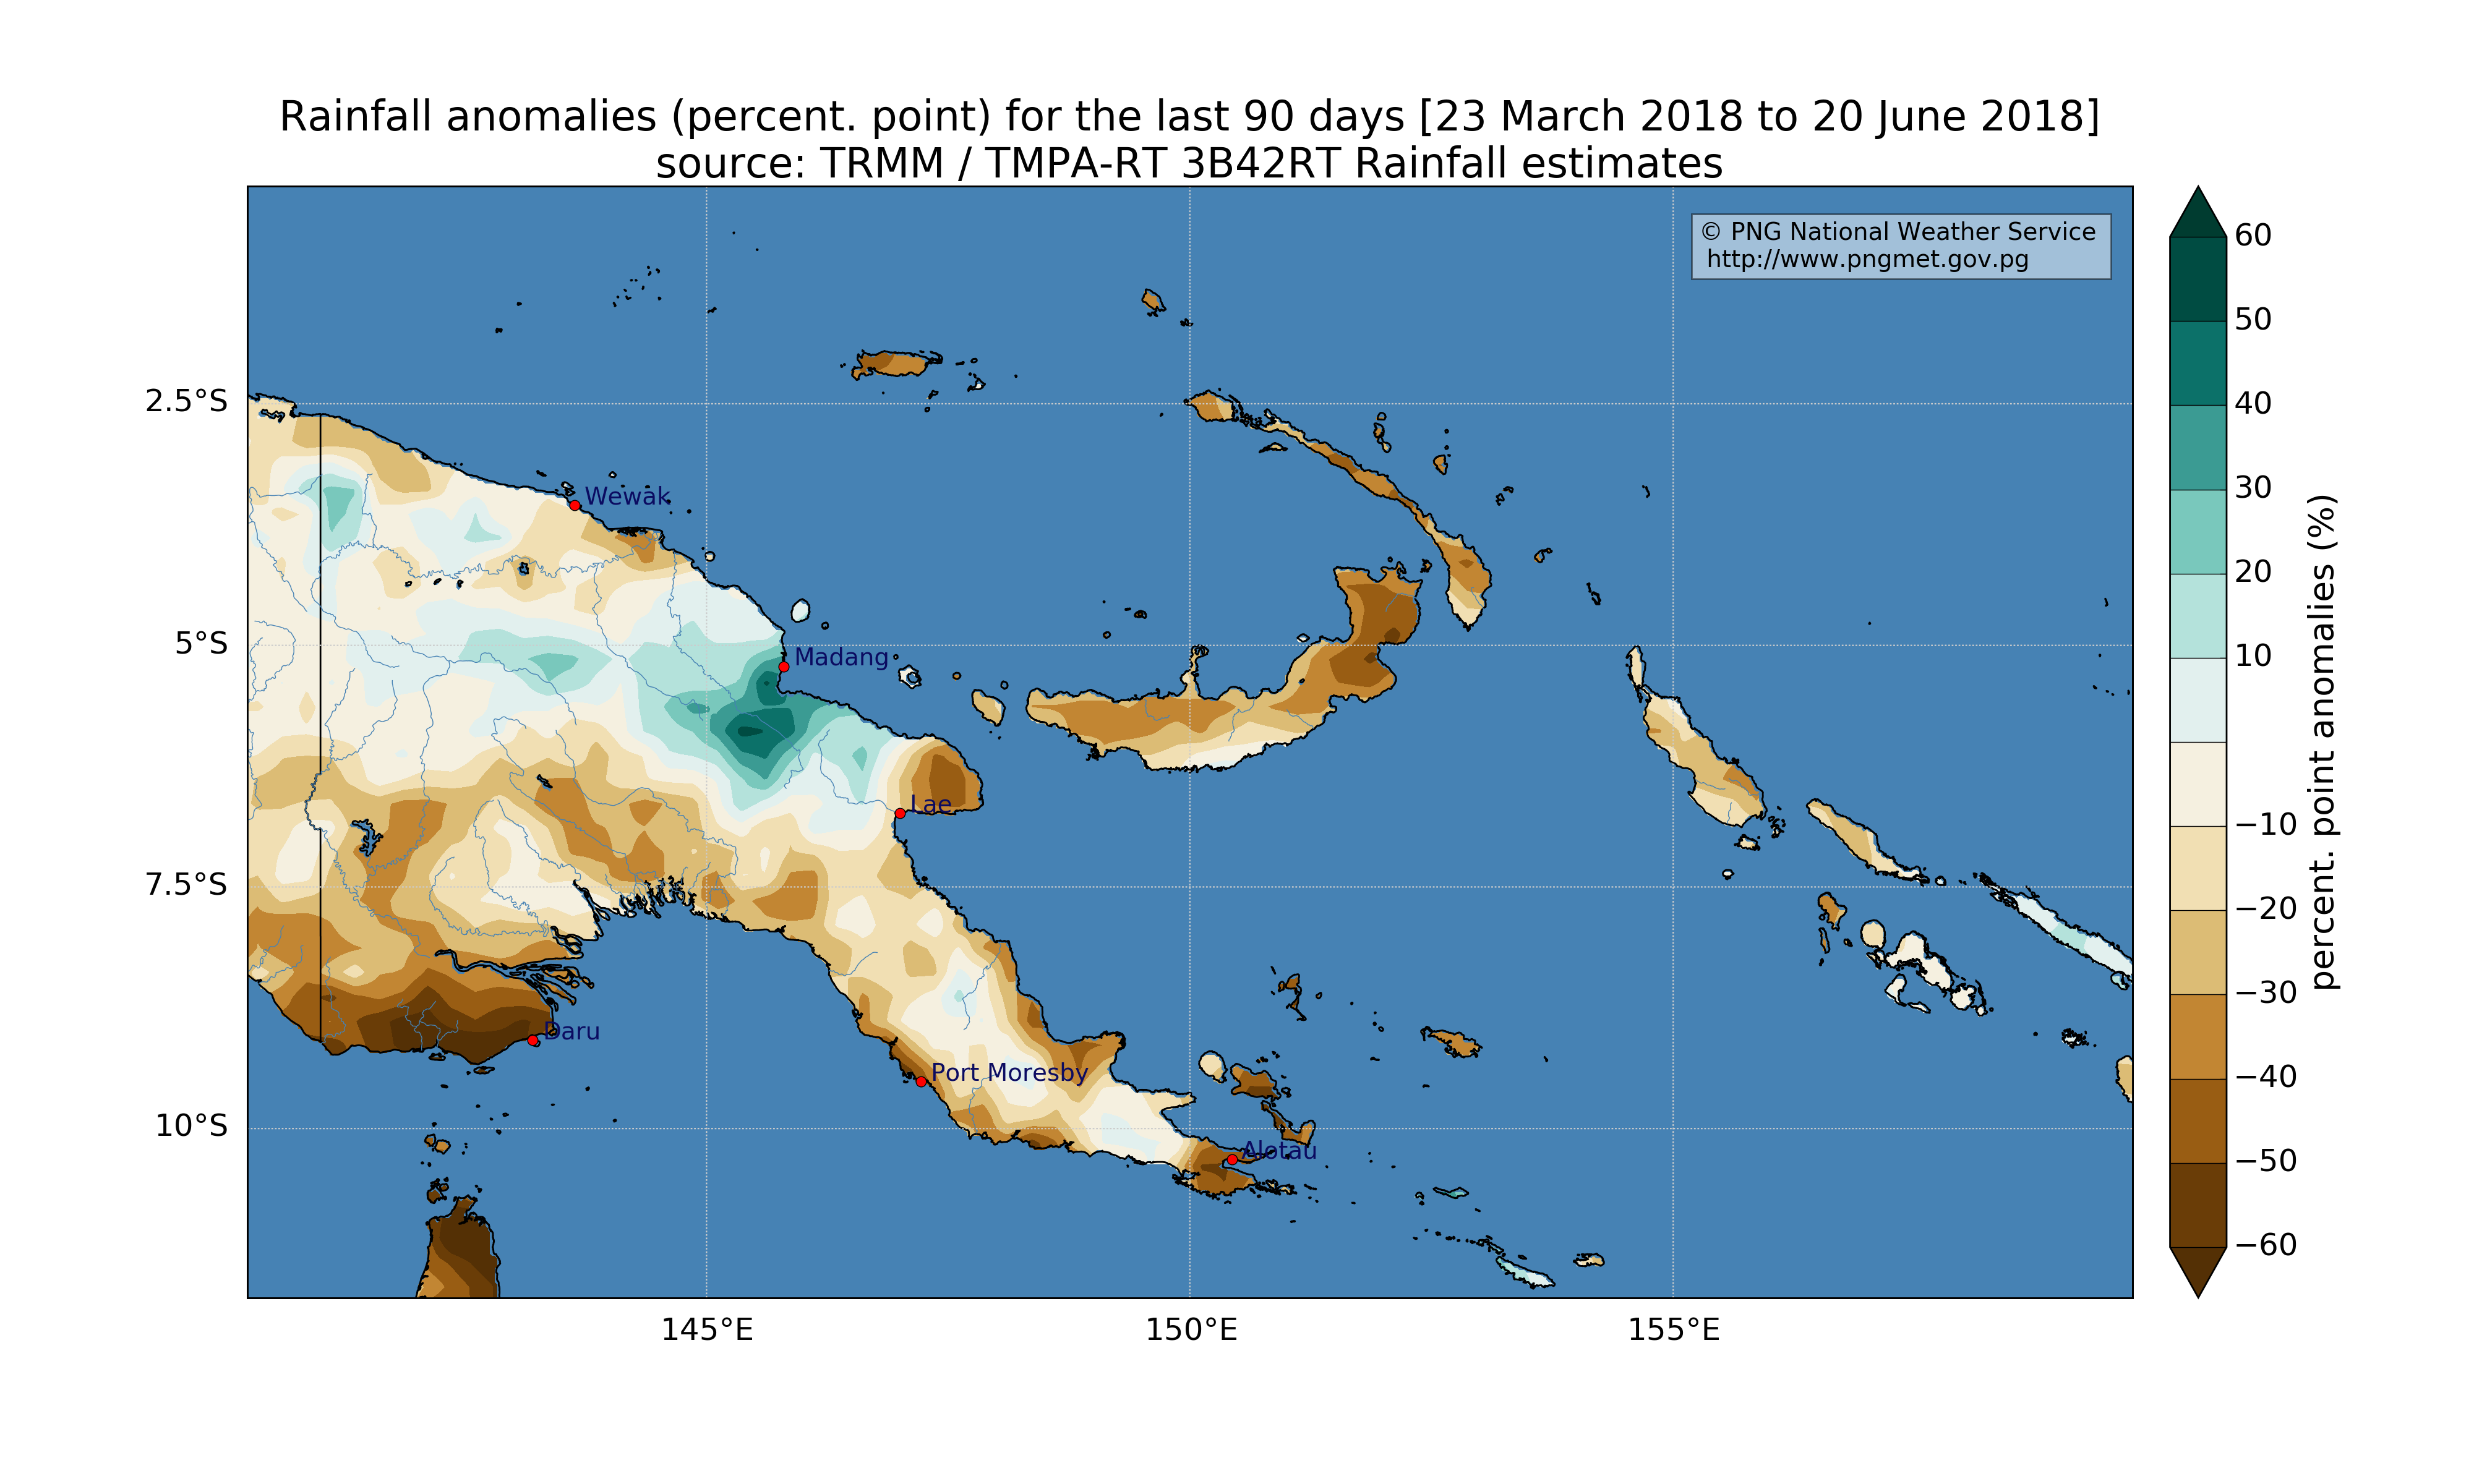 Rainfall anomalies (percent. point) for the last 90 days [23 March 2018 to 20 June 2018]
source: TRMM / TMPA-RT 3B42RT Rainfall estimates
© PNG National Weather Service
http://www.pngmet.gov.pg
2.5°S
5°S
7.5°S
10°S
Wewak
Madang
Lae
Daru
Port Moresby
Alotau
145°E
150°E
155°E
60
50
40
30
20
10
−10
−20
−30
−40
−50
−60
percent. point anomalies (%)